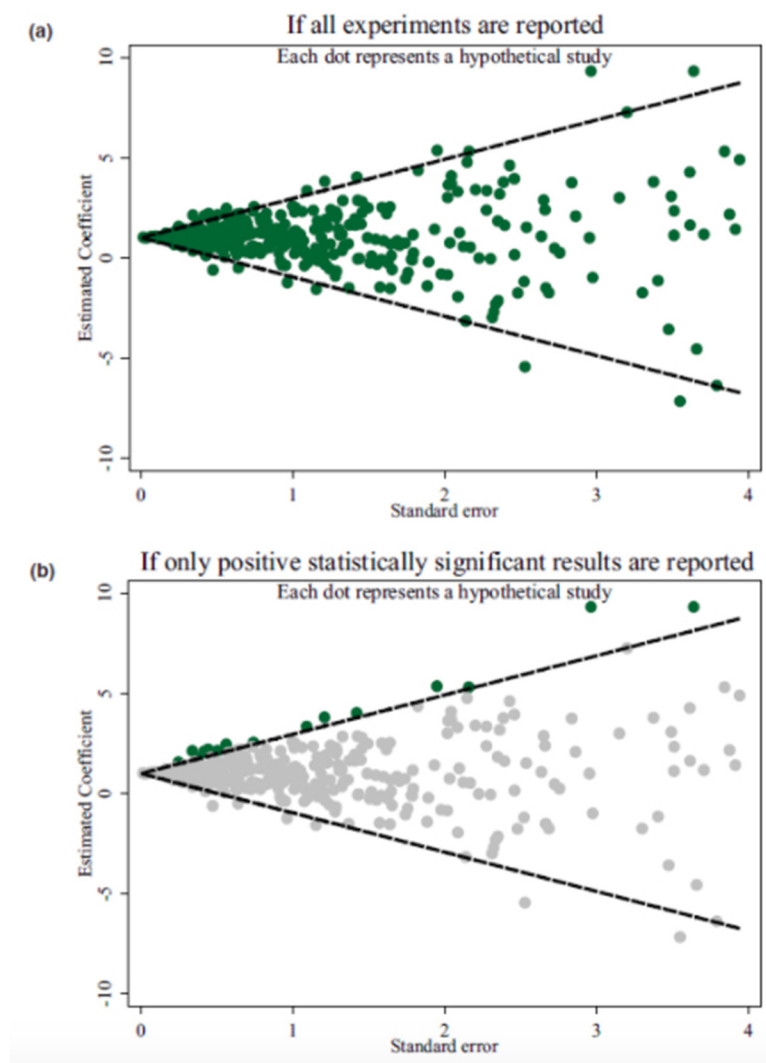 (a)
If all experiments are reported
Each dot represents a hypothetical study
Estimated Coefficient
10
5
0
-5
-10
0 1 2 3 4
Standard error
(b)
If only positive statistically significant results are reported
Each dot represents a hypothetical study
Estimated Coefficient
10
5
0
-5
-10
0 1 2 3 4
Standard error